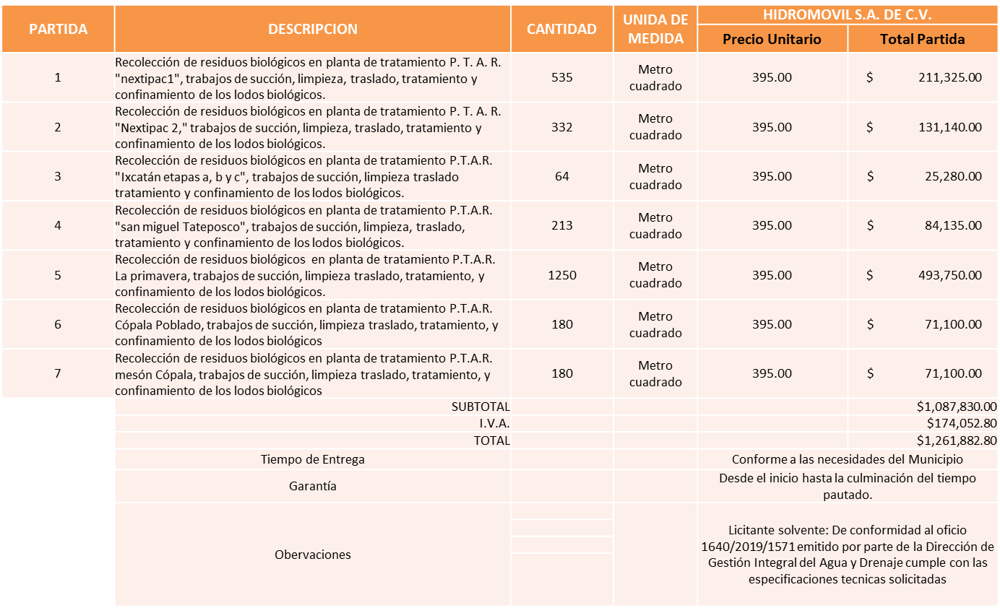 PARTIDA
DESCRIPCION
CANTIDAD
UNIDA DE
MEDIDA
HIDROMOVIL S.A. DE C.V.
Precio Unitario
Total Partida
1
Recolección de residuos biológicos en planta de tratamiento P. T. A. R.
"nextipac1", trabajos de succión, limpieza, traslado, tratamiento y
confinamiento de los lodos biológicos.
535
Metro
cuadrado
395.00
$ 211,325.00
2
Recolección de residuos biológicos en planta de tratamiento P. T. A. R.
"Nextipac 2," trabajos de succión, limpieza, traslado, tratamiento y
confinamiento de los lodos biológicos.
332
Metro
cuadrado
395.00
$ 131,140.00
3
Recolección de residuos biológicos en planta de tratamiento P.T.A.R.
"Ixcatán etapas a, b y c", trabajos de succión, limpieza traslado
tratamiento y confinamiento de los lodos biológicos.
64
Metro
cuadrado
395.00
$ 25,280.00
4
Recolección de residuos biológicos en planta de tratamiento P.T.A.R.
"san miguel Tateposco", trabajos de succión, limpieza, traslado,
tratamiento y confinamiento de los lodos biológicos.
213
Metro
cuadrado
395.00
$ 84,135.00
5
Recolección de residuos biológicos en planta de tratamiento P.T.A.R.
La primavera, trabajos de succión, limpieza traslado, tratamiento, y
confinamiento de los lodos biológicos.
1250
Metro
cuadrado
395.00
$ 493,750.00
6
Recolección de residuos biológicos en planta de tratamiento P.T.A.R.
Cópala Poblado, trabajos de succión, limpieza traslado, tratamiento, y
confinamiento de los lodos biológicos
180
Metro
cuadrado
395.00
$ 71,100.00
7
Recolección de residuos biológicos en planta de tratamiento P.T.A.R.
mesón Cópala, trabajos de succión, limpieza traslado, tratamiento, y
confinamiento de los lodos biológicos
180
Metro
cuadrado
395.00
$ 71,100.00
SUBTOTAL
$1,087,830.00
I.V.A.
$174,052.80
TOTAL
$1,261,882.80
Tiempo de Entrega
Conforme a las necesidades del Municipio
Garantía
Desde el inicio hasta la culminación del tiempo
pautado.
Obervaciones
Licitante solvente: De conformidad al oficio
1640/2019/1571 emitido por parte de la Dirección de
Gestión Integral del Agua y Drenaje cumple con las
especificaciones tecnicas solicitadas